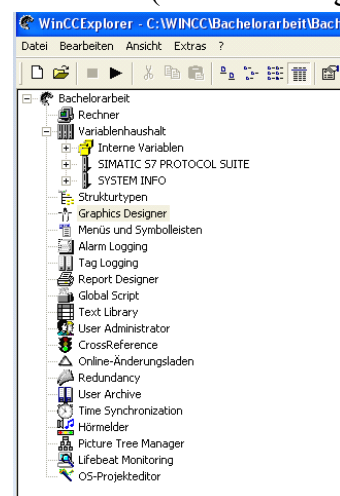 WinCCExplorer - C:\WINCC\Bachelorarbeit\Bach
Datei Bearbeiten Ansicht Extras ?
Bachelorarbeit
Rechner
Variablenhaushalt
Interne Variablen
SIMATIC S7 PROTOCOL SUITE
SYSTEM INFO
Strukturtypen
Graphics Designer
Menüs und Symbolleisten
Alarm Logging
Tag Logging
Report Designer
Global Script
Text Library
User Administrator
CrossReference
Online-Änderungsladen
Redundancy
User Archive
Time Synchronization
Hörmelder
Picture Tree Manager
Lifebeat Monitoring
OS-Projekteditor